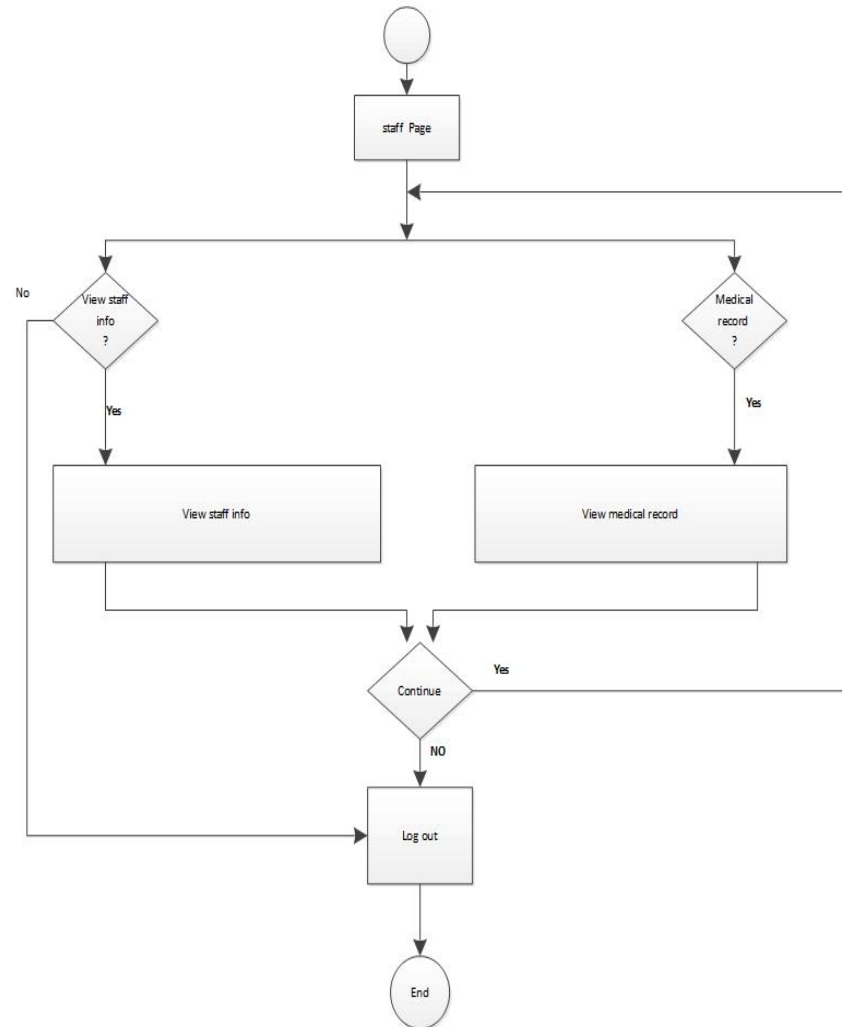 staff Page
No
View staff
info
?
Medical
record
?
Yes
Yes
View staff info
View medical record
Continue
Yes
NO
Log out
End